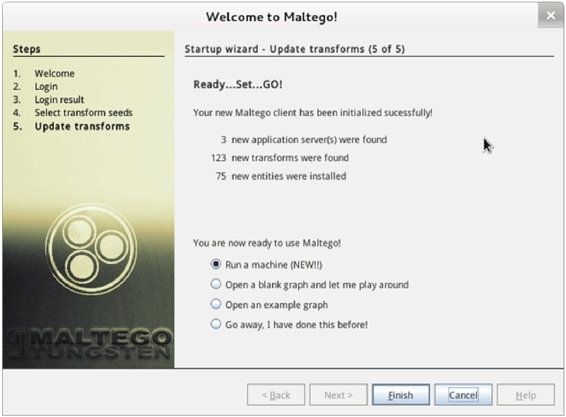 Welcome to Maltego!
Steps
1. Welcome
2. Login
3. Login result
4. Select transform seeds
5. Update transforms
Startup wizard - Update transforms (5 of 5)
Ready...Set...GO!
Your new Maltego client has been initialized sucessfully!
3 new application server(s) were found
123 new transforms were found
75 new entities were installed
You are now ready to use Maltego!
Run a machine (NEW!!)
Open a blank graph and let me play around
Open an example graph
Go away, I have done this before!
MALTEGO
TUNGSTEN
< Back Next > Finish Cancel Help